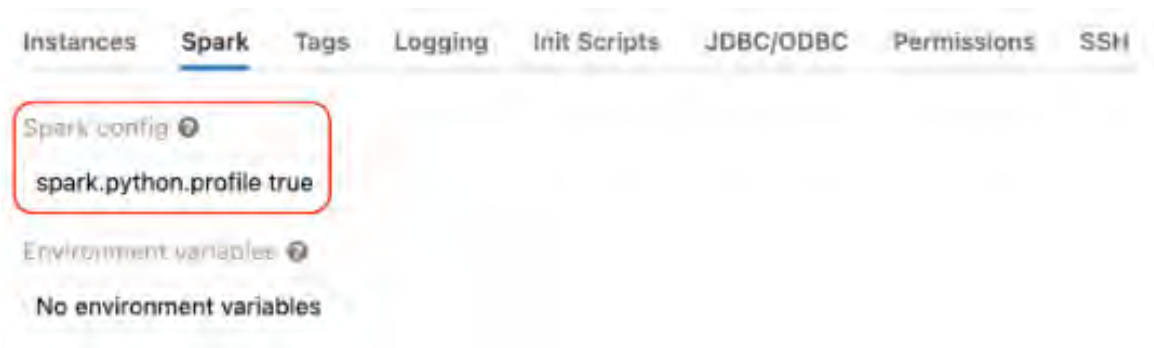 Instances Spark Tags Logging Init Scripts JDBC/ODBC Permissions SSH
Spark config
spark.python.profile true
Environment variables
No environment variables